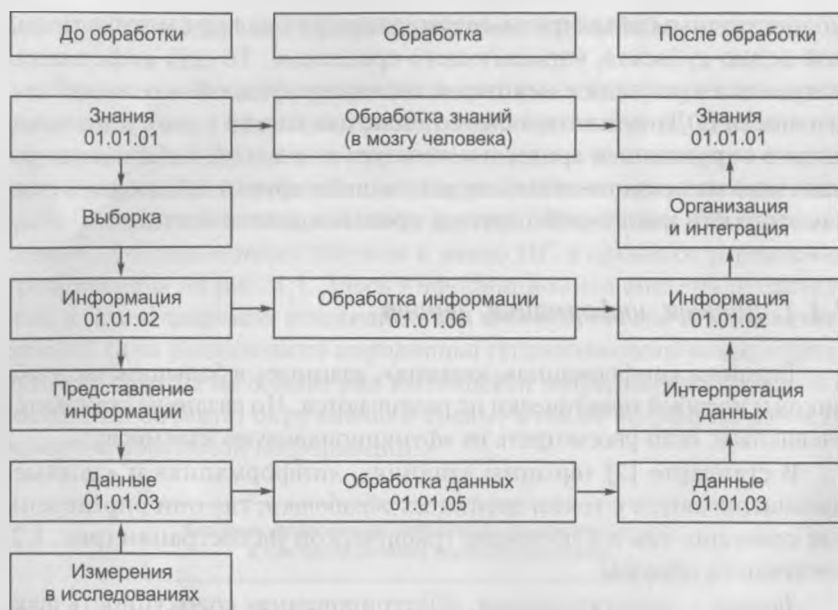 До обработки
Обработка
После обработки
Знания
01.01.01
Обработка знаний
(в мозгу человека)
Знания
01.01.01
Выборка
Организация
и интеграция
Информация
01.01.02
Обработка информации
01.01.06
Информация
01.01.02
Представление
информации
Интерпретация
данных
Данные
01.01.03
Обработка данных
01.01.05
Данные
01.01.03
Измерения
в исследованиях